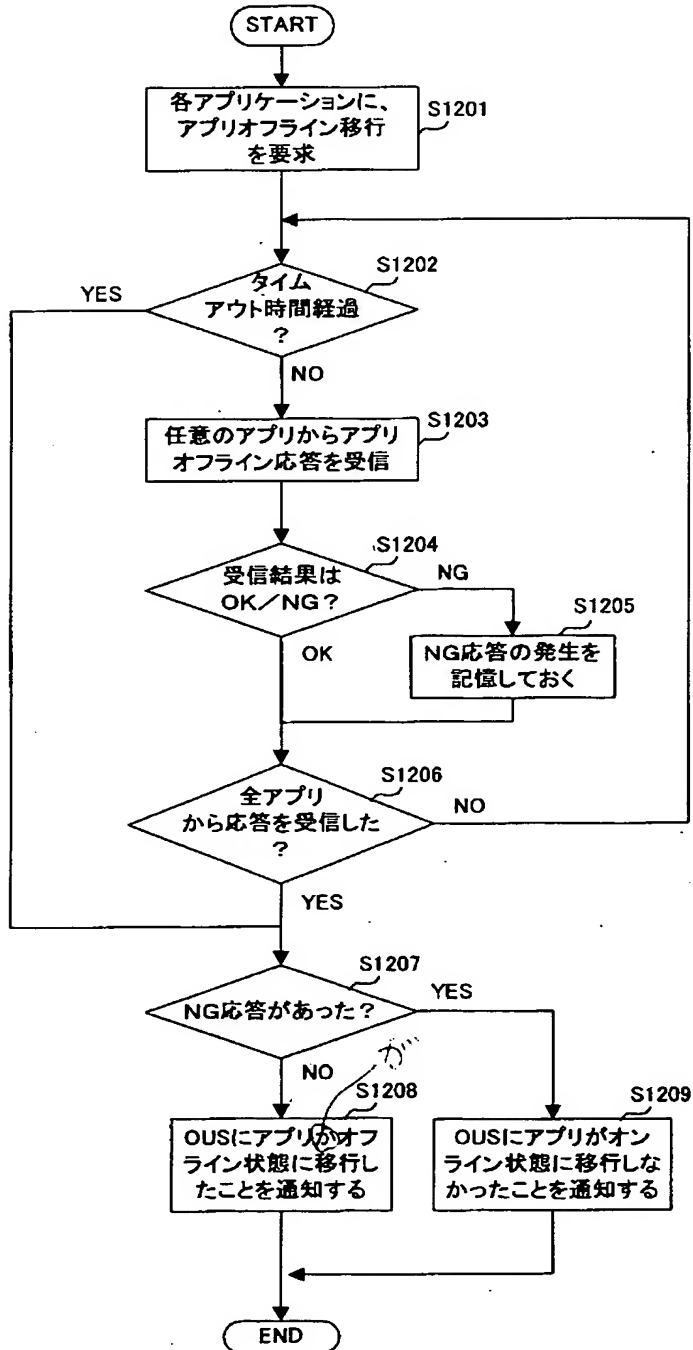 START
各アプリケーションに、
アプリオフライン移行
を要求
S1201
タイム
アウト時間経過
?
S1202
YES
NO
任意のアプリからアプリ
オフライン応答を受信
S1203
受信結果は
OK/NG?
S1204
NG
OK
NG応答の発生を
記憶しておく
S1205
全アプリ
から応答を受信した
?
S1206
NO
YES
NG応答があった?
S1207
YES
NO
が
OUSにアプリがオフ
ライン状態に移行し
たことを通知する
S1208
OUSにアプリがオン
ライン状態に移行しな
かったことを通知する
S1209
END